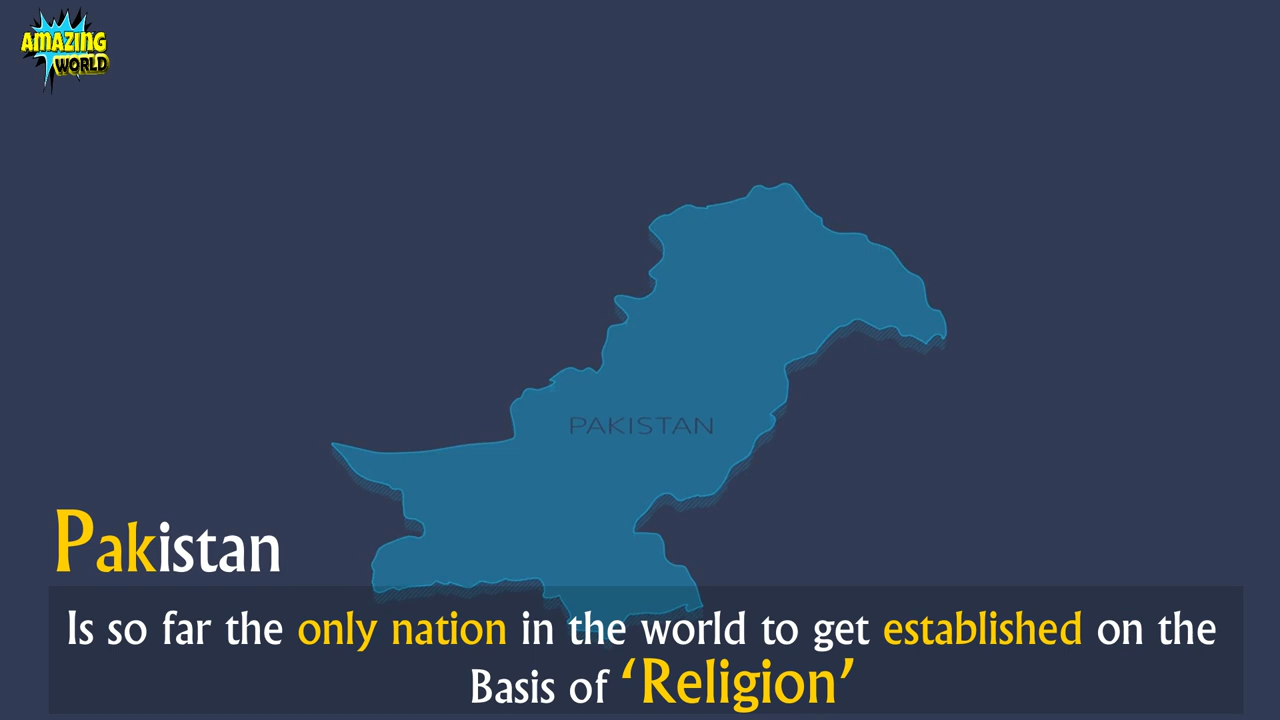 AMAZING
WORLD
PAKISTAN
Pakistan
Is so far the only nation in the world to get established on the
Basis of ‘Religion’